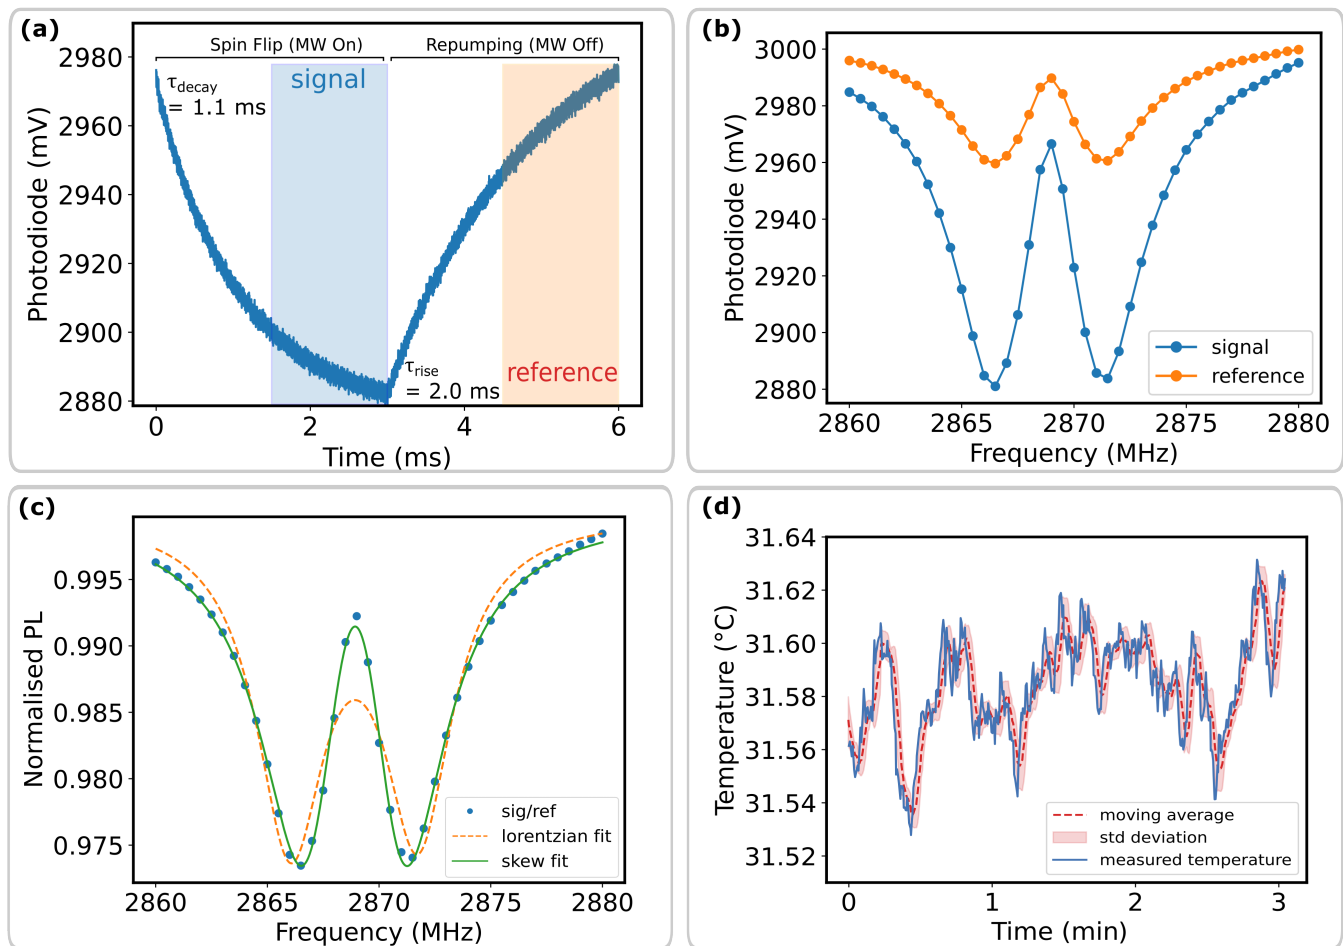 (a)
Spin Flip (MW On)
Repumping (MW Off)
signal
τdecay
= 1.1 ms
τrise
= 2.0 ms
reference
Photodiode (mV)
2980
2960
2940
2920
2900
2880
0 2 4 6
Time (ms)
(b)
Photodiode (mV)
3000
2980
2960
2940
2920
2900
2880
signal
reference
2860 2865 2870 2875 2880
Frequency (MHz)
(c)
Normalised PL
0.995
0.990
0.985
0.980
0.975
sig/ref
lorentzian fit
skew fit
2860 2865 2870 2875 2880
Frequency (MHz)
(d)
Temperature (°C)
31.64
31.62
31.60
31.58
31.56
31.54
31.52
moving average
std deviation
measured temperature
0 1 2 3
Time (min)